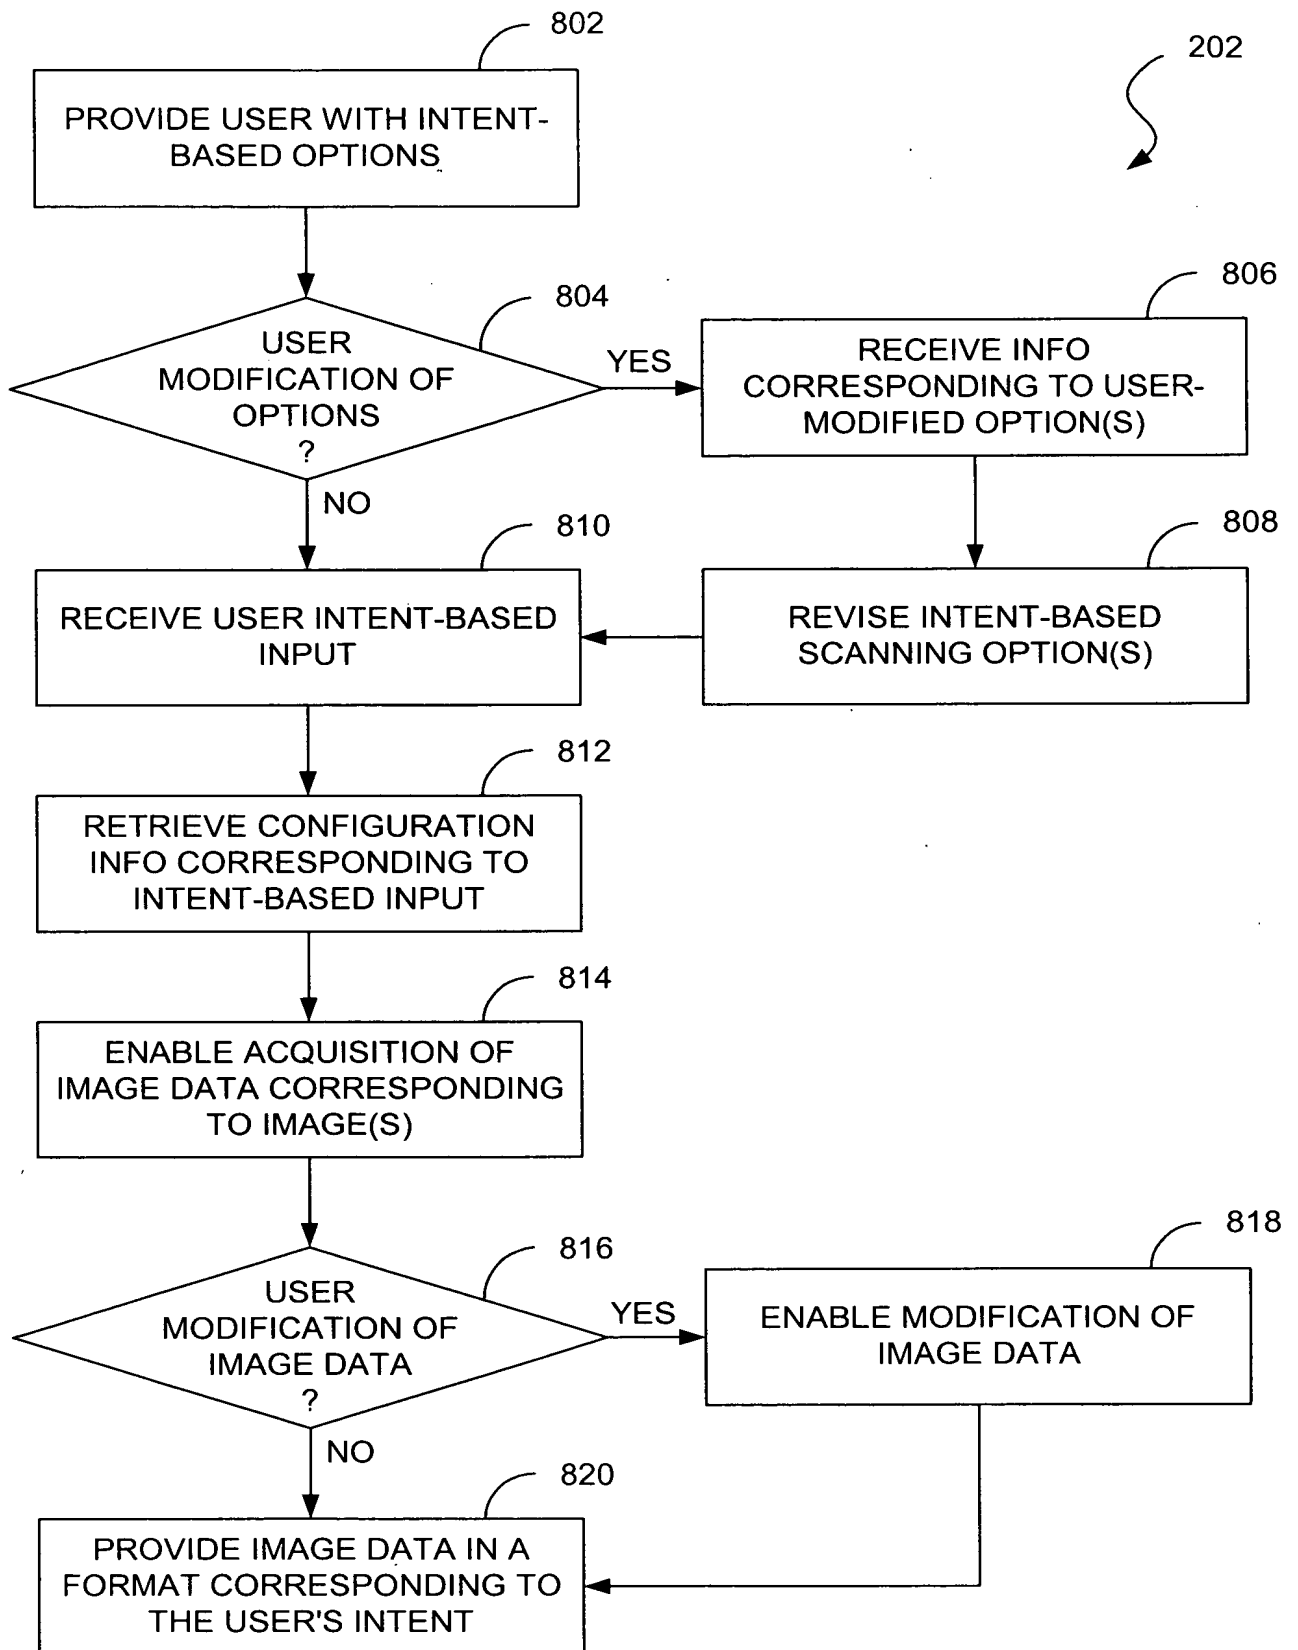 802
202
PROVIDE USER WITH INTENT-
BASED OPTIONS
804
USER
MODIFICATION OF
OPTIONS
?
YES
806
RECEIVE INFO
CORRESPONDING TO USER-
MODIFIED OPTION(S)
NO
810
RECEIVE USER INTENT-BASED
INPUT
808
REVISE INTENT-BASED
SCANNING OPTION(S)
812
RETRIEVE CONFIGURATION
INFO CORRESPONDING TO
INTENT-BASED INPUT
814
ENABLE ACQUISITION OF
IMAGE DATA CORRESPONDING
TO IMAGE(S)
816
USER
MODIFICATION OF
IMAGE DATA
?
YES
818
ENABLE MODIFICATION OF
IMAGE DATA
NO
820
PROVIDE IMAGE DATA IN A
FORMAT CORRESPONDING TO
THE USER'S INTENT